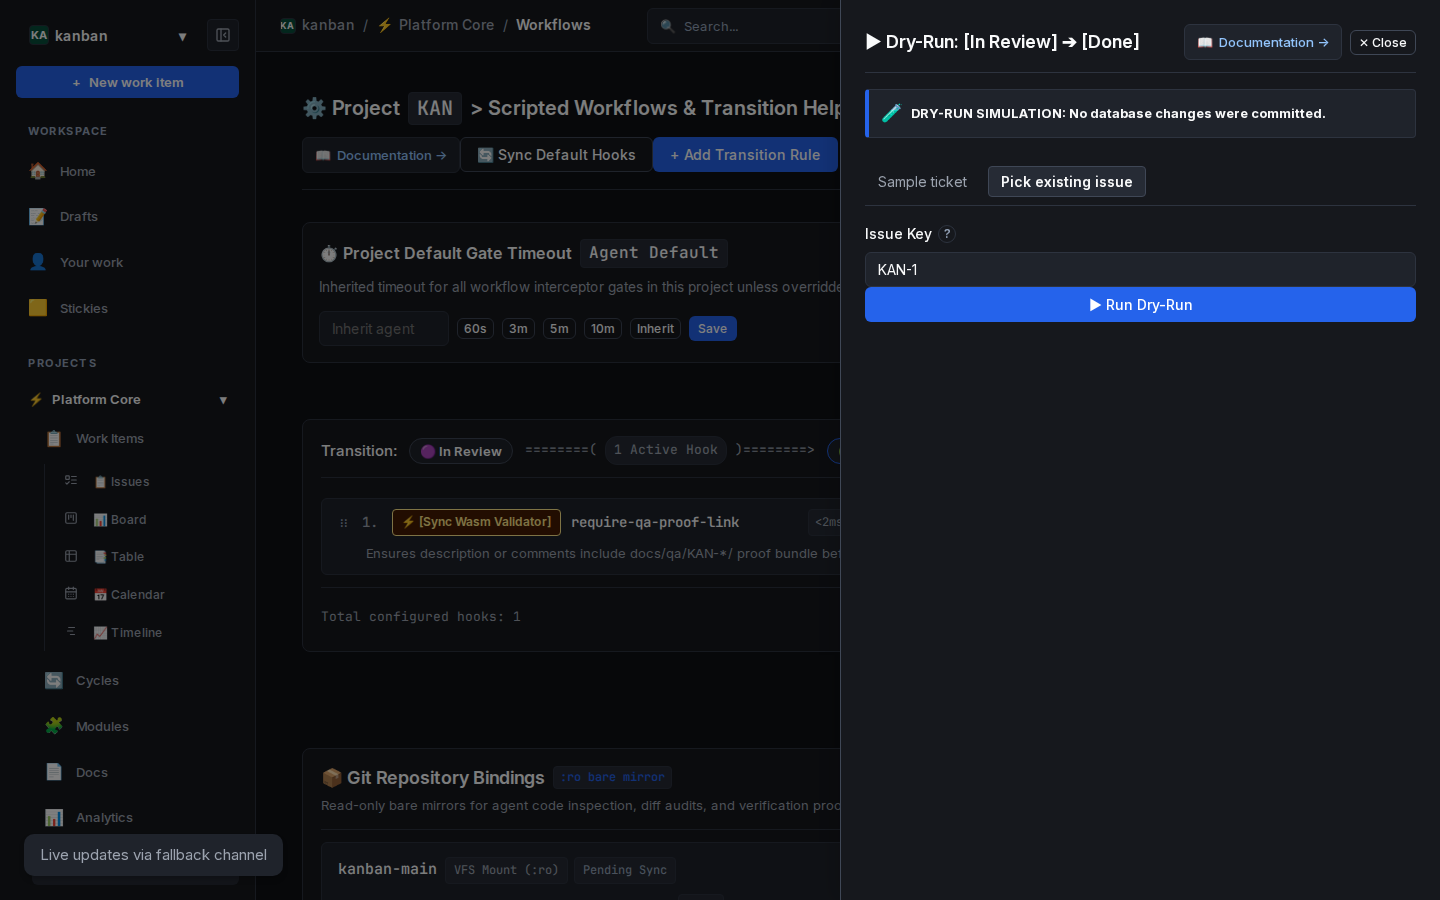 KA kanban ▾
+ New work item
WORKSPACE
Home
Drafts
Your work
Stickies
PROJECTS
Platform Core ▾
Work Items
Issues
Board
Table
Calendar
Timeline
Cycles
Modules
Docs
Analytics
Live updates via fallback channel
KA kanban / ⚡ Platform Core / Workflows
Search...
Project KAN > Scripted Workflows & Transition Help
Documentation →
Sync Default Hooks
+ Add Transition Rule
Project Default Gate Timeout Agent Default
Inherited timeout for all workflow interceptor gates in this project unless overridde
Inherit agent 60s 3m 5m 10m Inherit Save
Transition: In Review ========( 1 Active Hook )========>
1. ⚡ [Sync Wasm Validator] require-qa-proof-link <2ms
Ensures description or comments include docs/qa/KAN-*/ proof bundle bef
Total configured hooks: 1
Git Repository Bindings :ro bare mirror
Read-only bare mirrors for agent code inspection, diff audits, and verification proo
kanban-main VFS Mount (:ro) Pending Sync
▶ Dry-Run: [In Review] ➔ [Done]
Documentation →
✕ Close
DRY-RUN SIMULATION: No database changes were committed.
Sample ticket
Pick existing issue
Issue Key ?
KAN-1
▶ Run Dry-Run